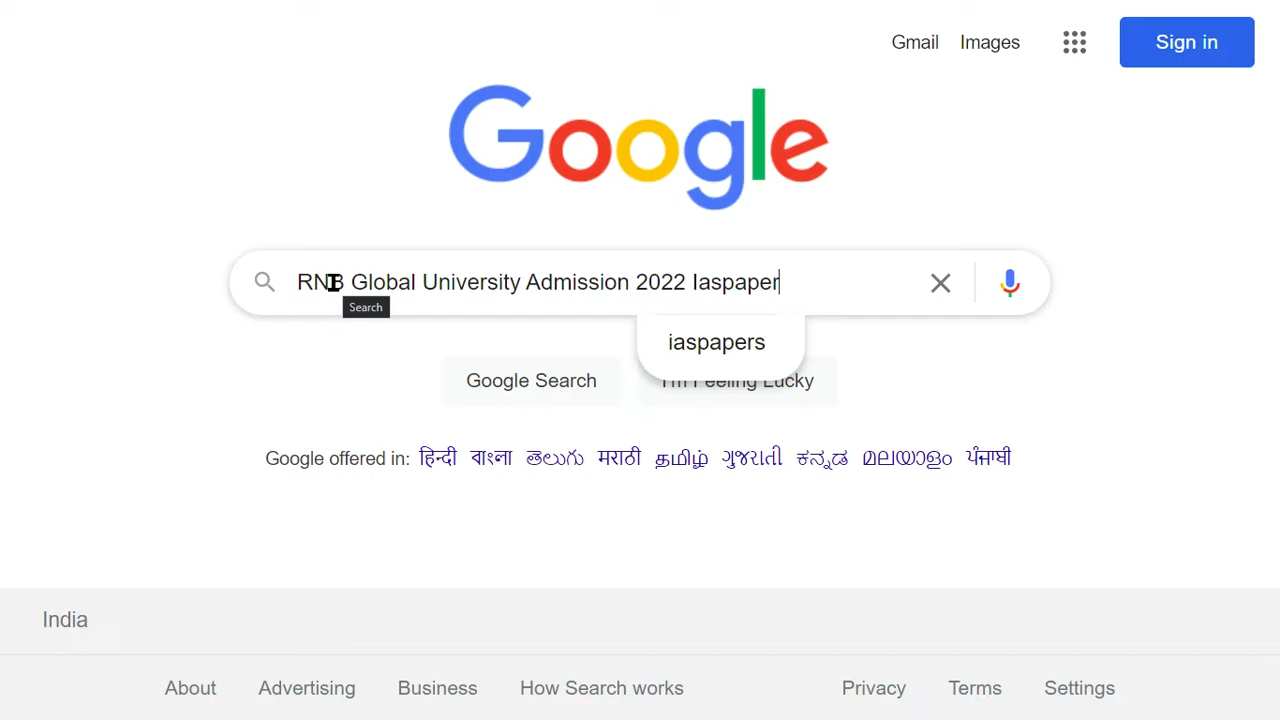 Gmail Images Sign in
Google
RNB Global University Admission 2022 Iaspaper
Search
iaspapers
Google Search I'm Feeling Lucky
Google offered in: हिन्दी বাংলা తెలుగు मराठी தமிழ் ગુજરાતી ಕನ್ನಡ മലയാളം ਪੰਜਾਬੀ
India
About Advertising Business How Search works Privacy Terms Settings